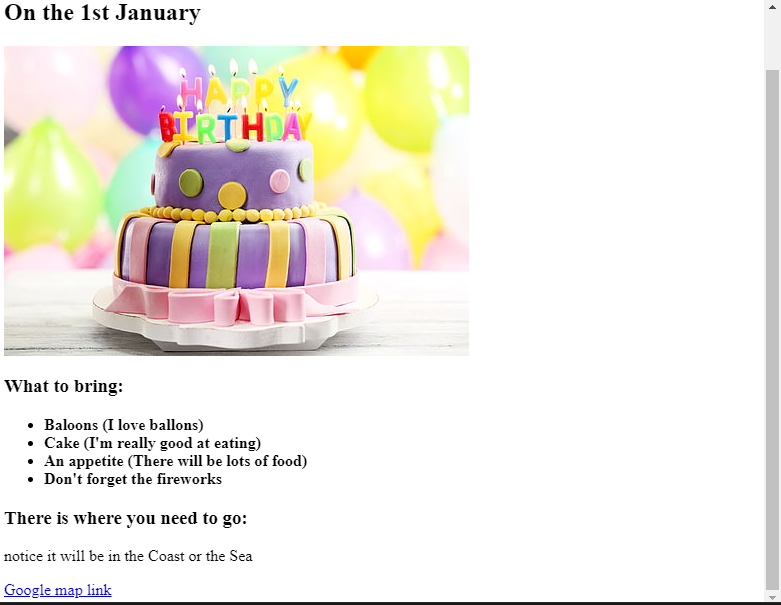 On the 1st January
HAPPY
BIRTHDAY
What to bring:
Baloons (I love ballons)
Cake (I'm really good at eating)
An appetite (There will be lots of food)
Don't forget the fireworks
There is where you need to go:
notice it will be in the Coast or the Sea
Google map link